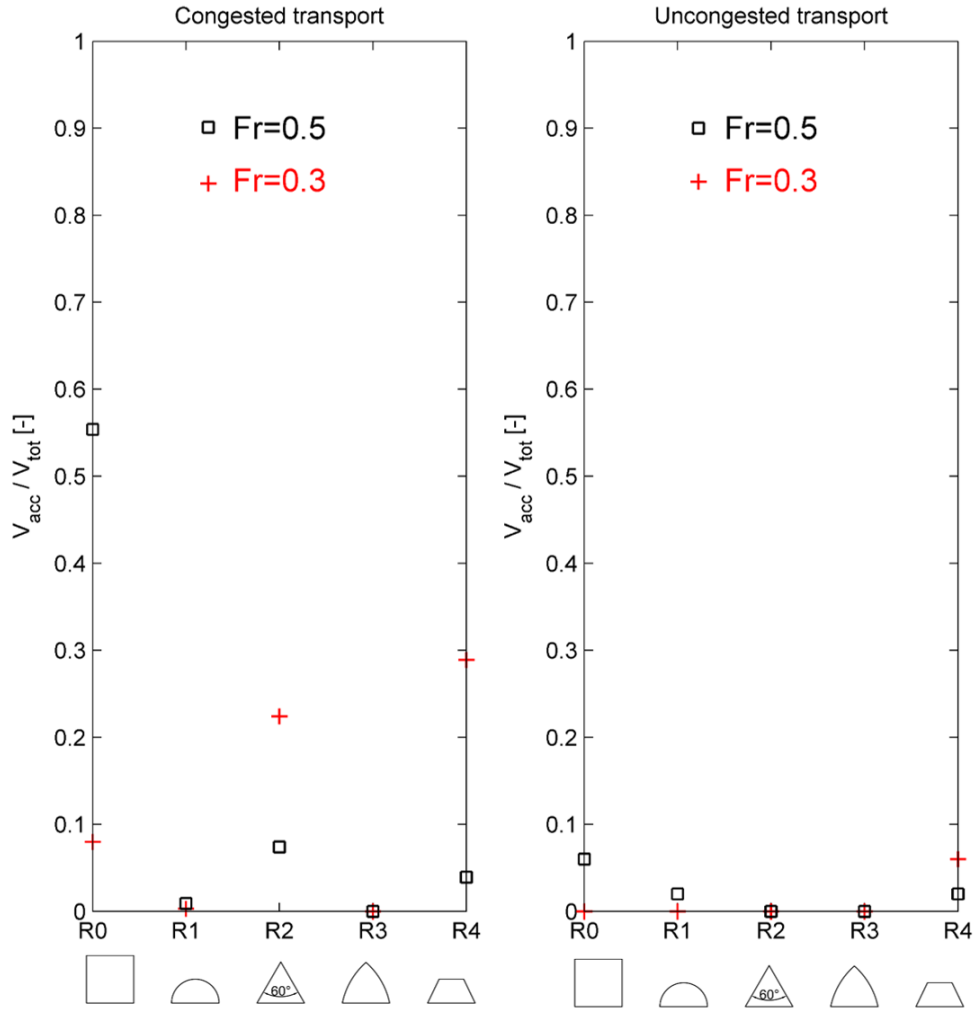 Congested transport
1
0.9
0.8
0.7
0.6
0.5
0.4
0.3
0.2
0.1
0
V_acc / V_tot [-]
Fr=0.5
Fr=0.3
R0 R1 R2 R3 R4
60°
Uncongested transport
1
0.9
0.8
0.7
0.6
0.5
0.4
0.3
0.2
0.1
0
V_acc / V_tot [-]
Fr=0.5
Fr=0.3
R0 R1 R2 R3 R4
60°